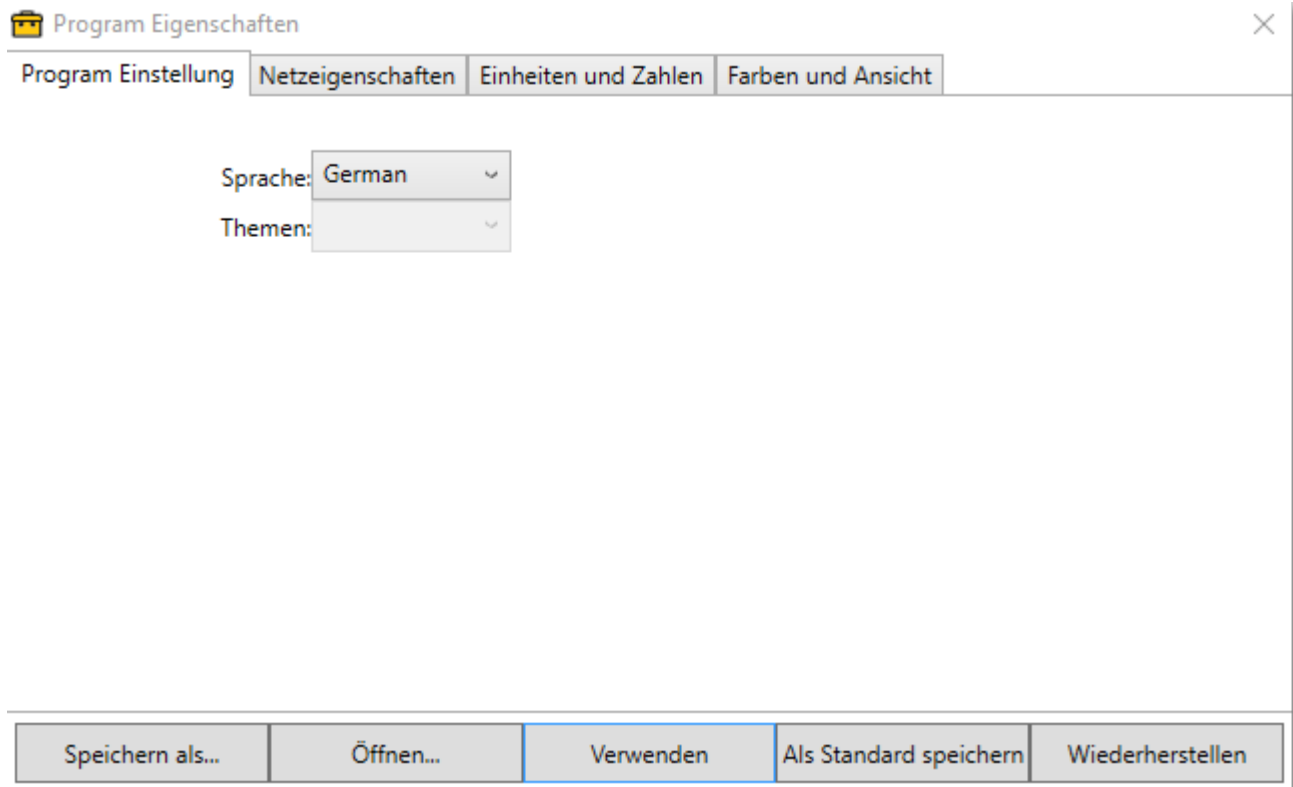 Program Eigenschaften
Program Einstellung Netzeigenschaften Einheiten und Zahlen Farben und Ansicht
Sprache: German
Themen:
Speichern als... Öffnen... Verwenden Als Standard speichern Wiederherstellen